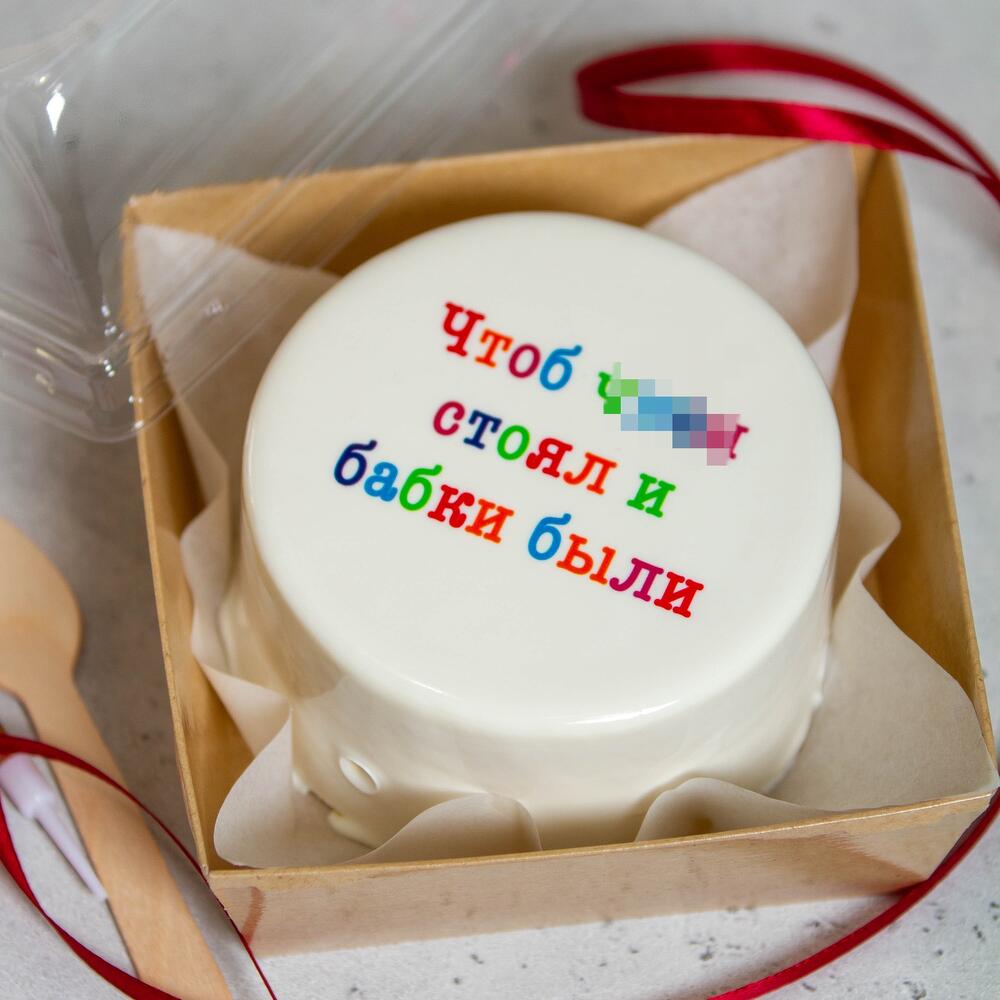 Чтоб
стоял и
бабки были